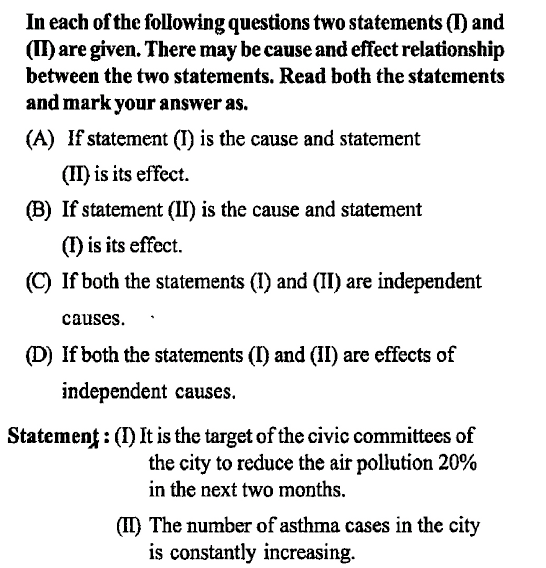 In each of the following questions two statements (I) and
(II) are given. There may be cause and effect relationship
between the two statements. Read both the statements
and mark your answer as.
(A) If statement (I) is the cause and statement
(II) is its effect.
(B) If statement (II) is the cause and statement
(I) is its effect.
(C) If both the statements (I) and (II) are independent
causes.
(D) If both the statements (I) and (II) are effects of
independent causes.
Statement : (I) It is the target of the civic committees of
the city to reduce the air pollution 20%
in the next two months.
(II) The number of asthma cases in the city
is constantly increasing.